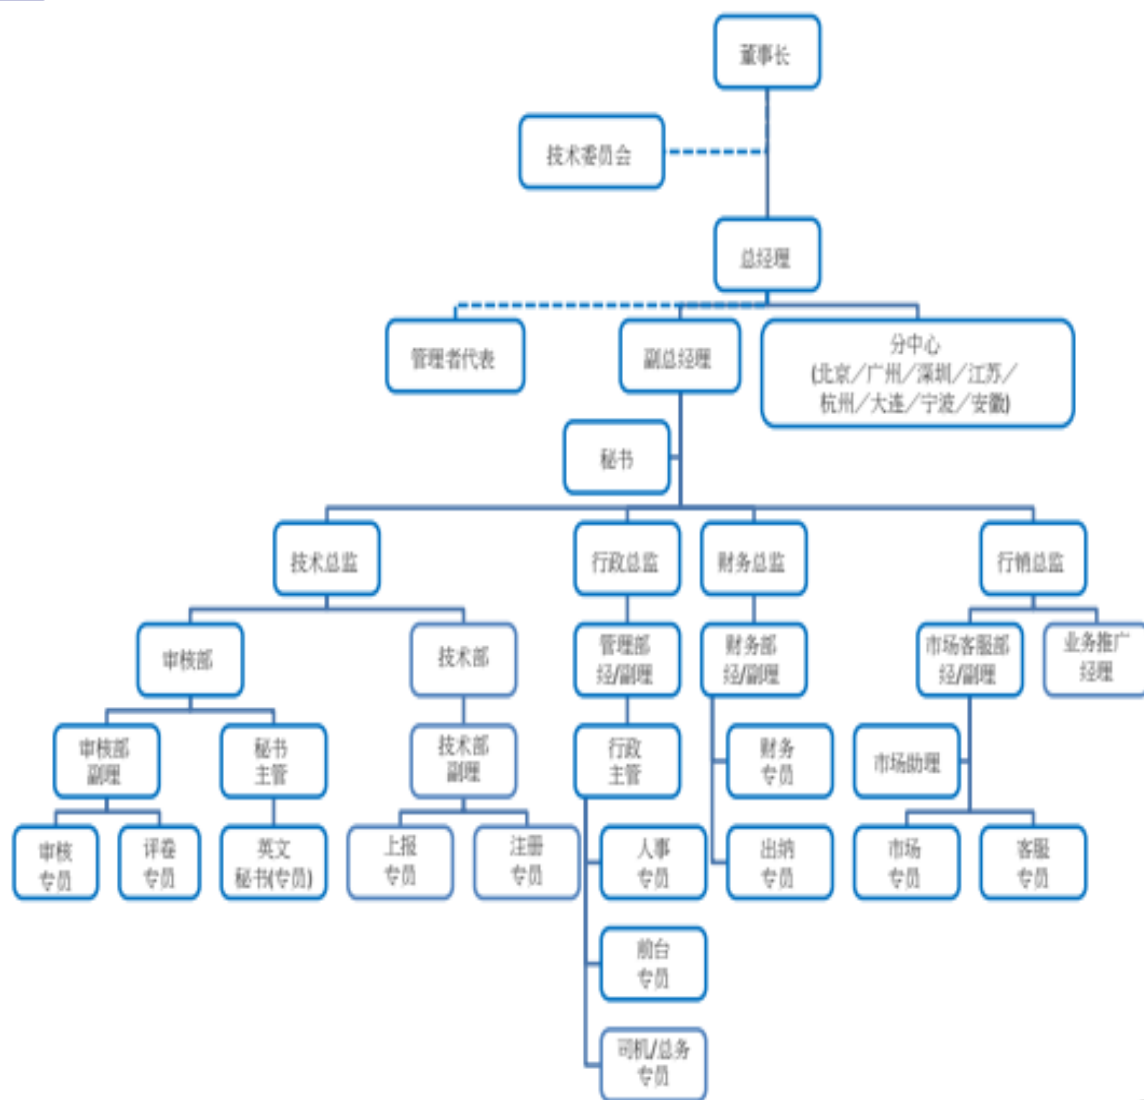 董事长
技术委员会
总经理
管理者代表
副总经理
分中心
(北京／广州／深圳／江苏／
杭州／大连／宁波／安徽)
秘书
技术总监
行政总监
财务总监
行销总监
审核部
技术部
管理部
经/副理
财务部
经/副理
市场客服部
经/副理
业务推广
经理
审核部
副理
秘书
主管
技术部
副理
行政
主管
财务
专员
市场助理
审核
专员
评卷
专员
英文
秘书(专员)
上报
专员
注册
专员
人事
专员
出纳
专员
市场
专员
客服
专员
前台
专员
司机/总务
专员